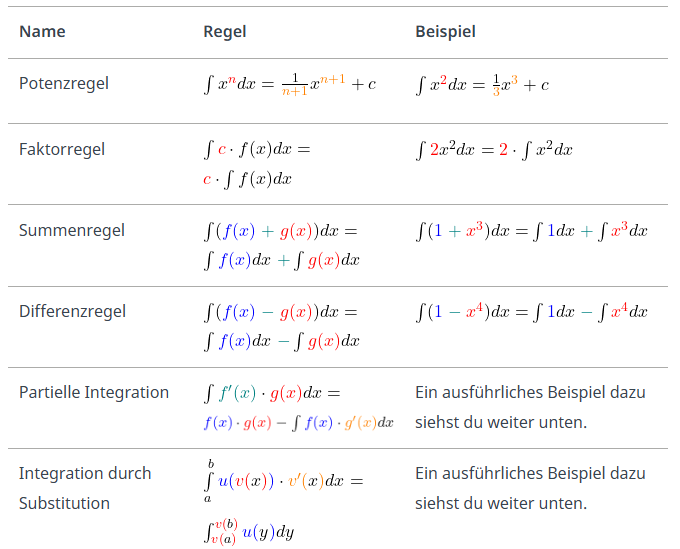 Name Regel Beispiel
Potenzregel ∫ xⁿdx = 1/(n+1) xⁿ⁺¹ + c ∫ x²dx = 1/3 x³ + c
Faktorregel ∫ c · f(x)dx = ∫ 2x²dx = 2 · ∫ x²dx
c · ∫ f(x)dx
Summenregel ∫(f(x) + g(x))dx = ∫(1 + x³)dx = ∫ 1dx + ∫ x³dx
∫ f(x)dx + ∫ g(x)dx
Differenzregel ∫(f(x) − g(x))dx = ∫(1 − x⁴)dx = ∫ 1dx − ∫ x⁴dx
∫ f(x)dx − ∫ g(x)dx
Partielle Integration ∫ f′(x) · g(x)dx = Ein ausführliches Beispiel dazu
f(x) · g(x) − ∫ f(x) · g′(x)dx siehst du weiter unten.
Integration durch ∫_a^b u(v(x)) · v′(x)dx = Ein ausführliches Beispiel dazu
Substitution siehst du weiter unten.
∫_{v(a)}^{v(b)} u(y)dy